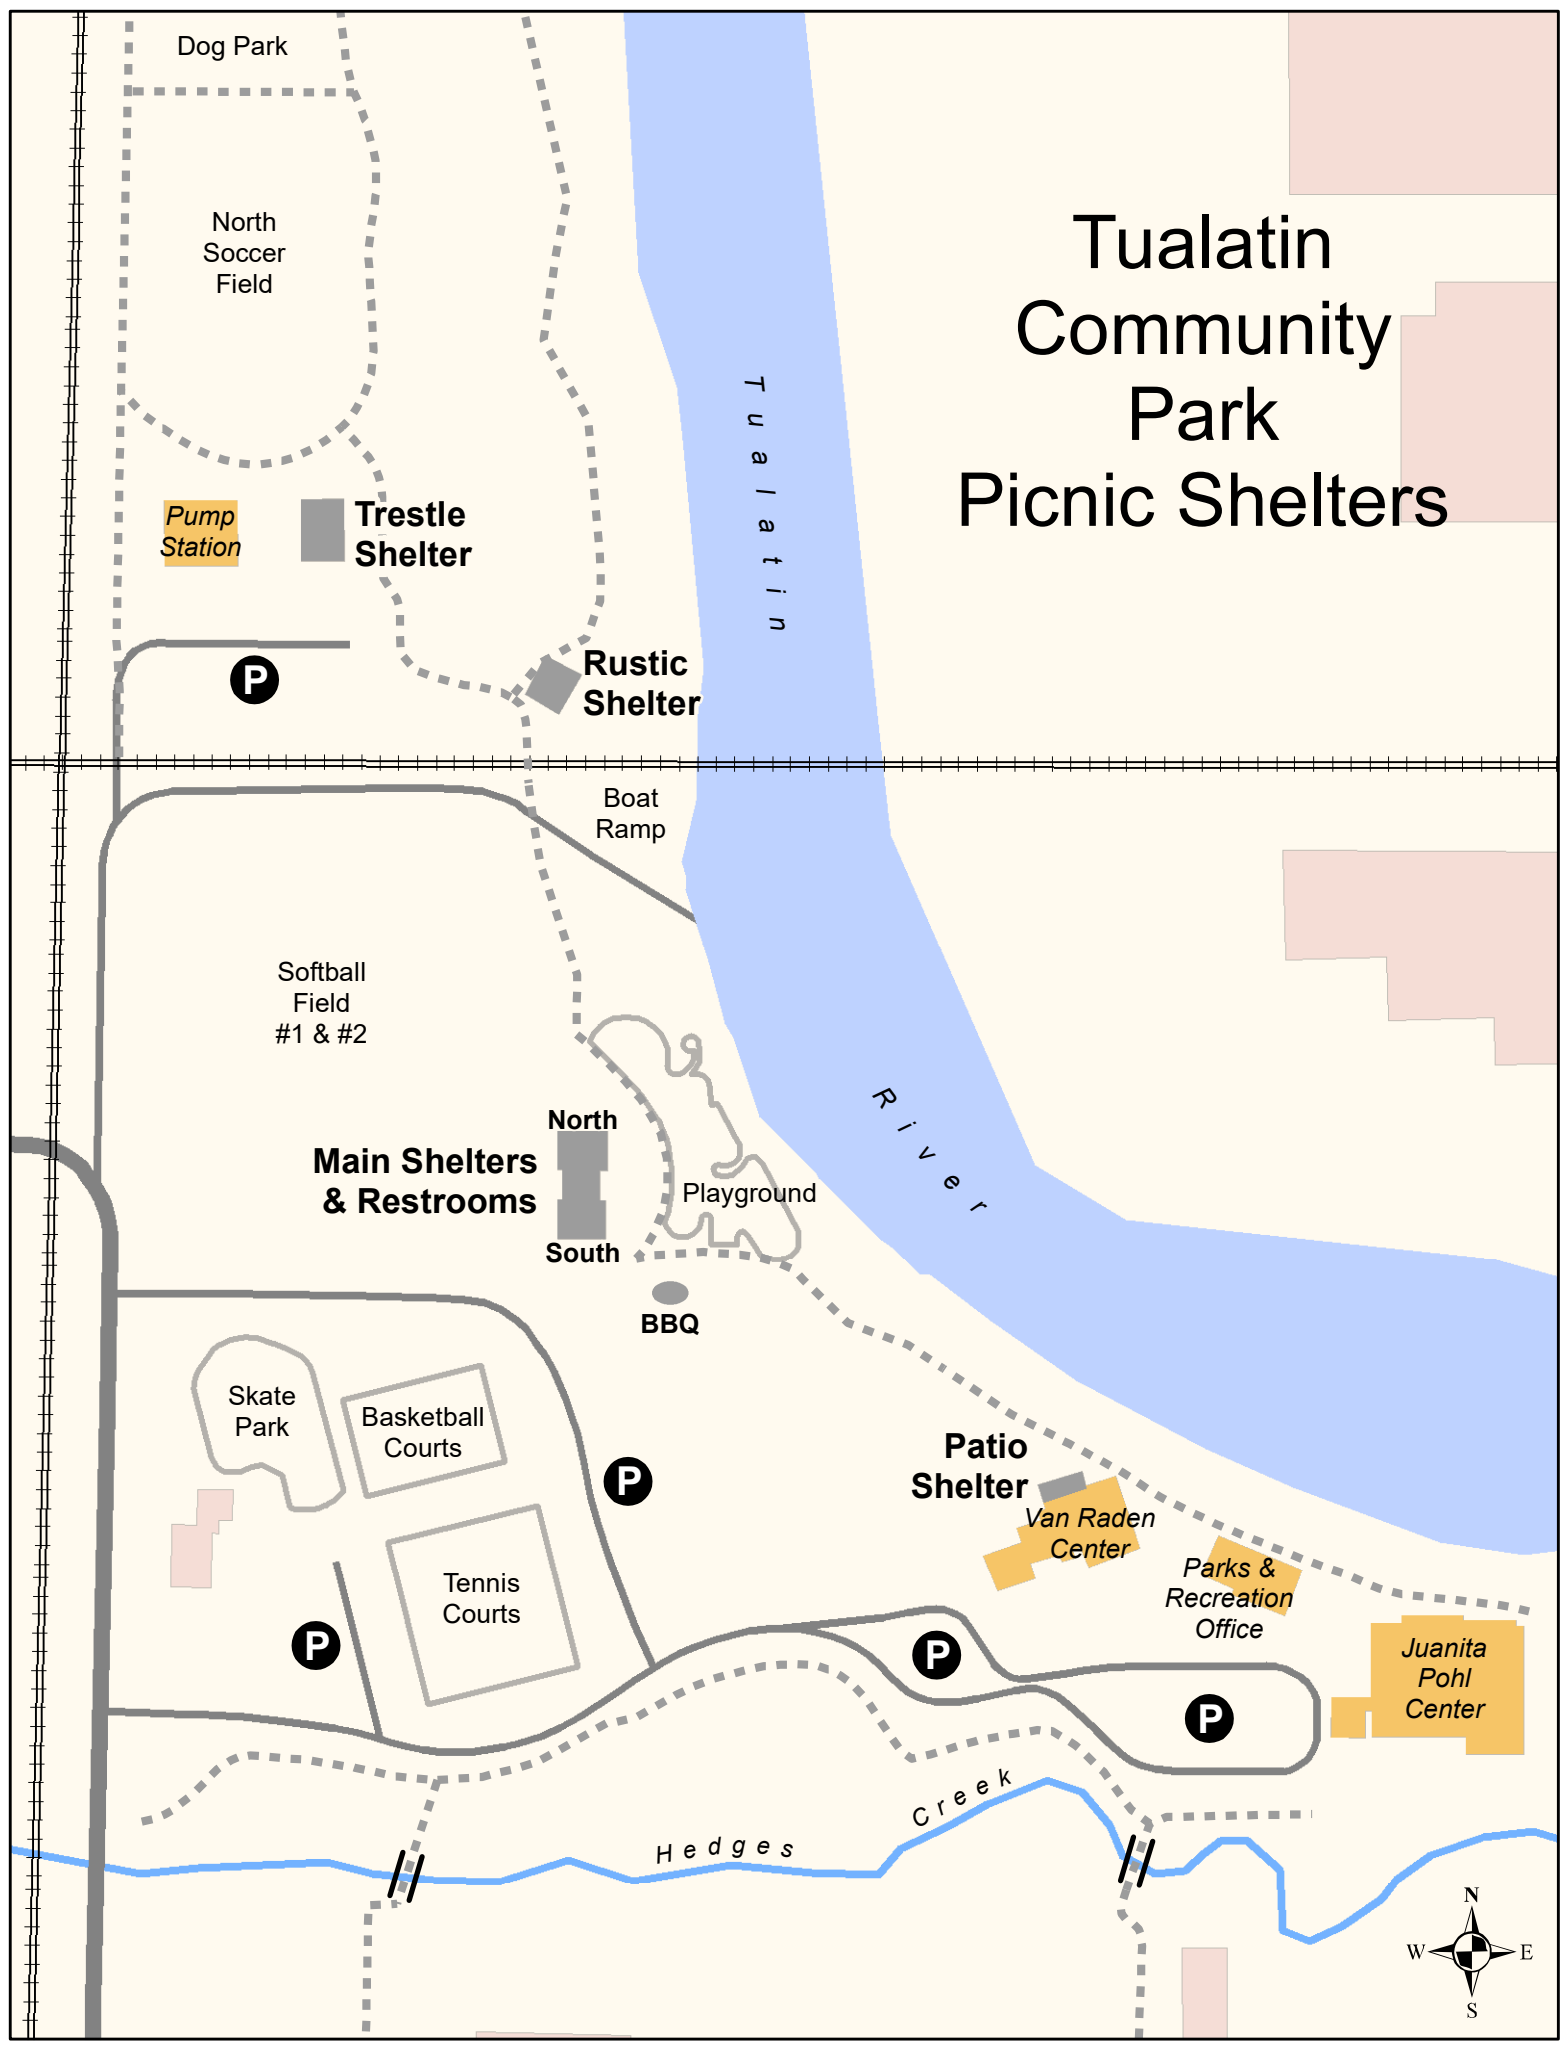 Dog Park
North
Soccer
Field
Tualatin
Community
Park
Picnic Shelters
Tualatin
Pump
Station
Trestle
Shelter
P
Rustic
Shelter
Boat
Ramp
Softball
Field
#1 & #2
River
North
Main Shelters
& Restrooms
South
Playground
BBQ
Skate
Park
Basketball
Courts
P
Patio
Shelter
Van Raden
Center
Parks &
Recreation
Office
Tennis
Courts
P
P
P
Juanita
Pohl
Center
Hedges
Creek
N
W E
S